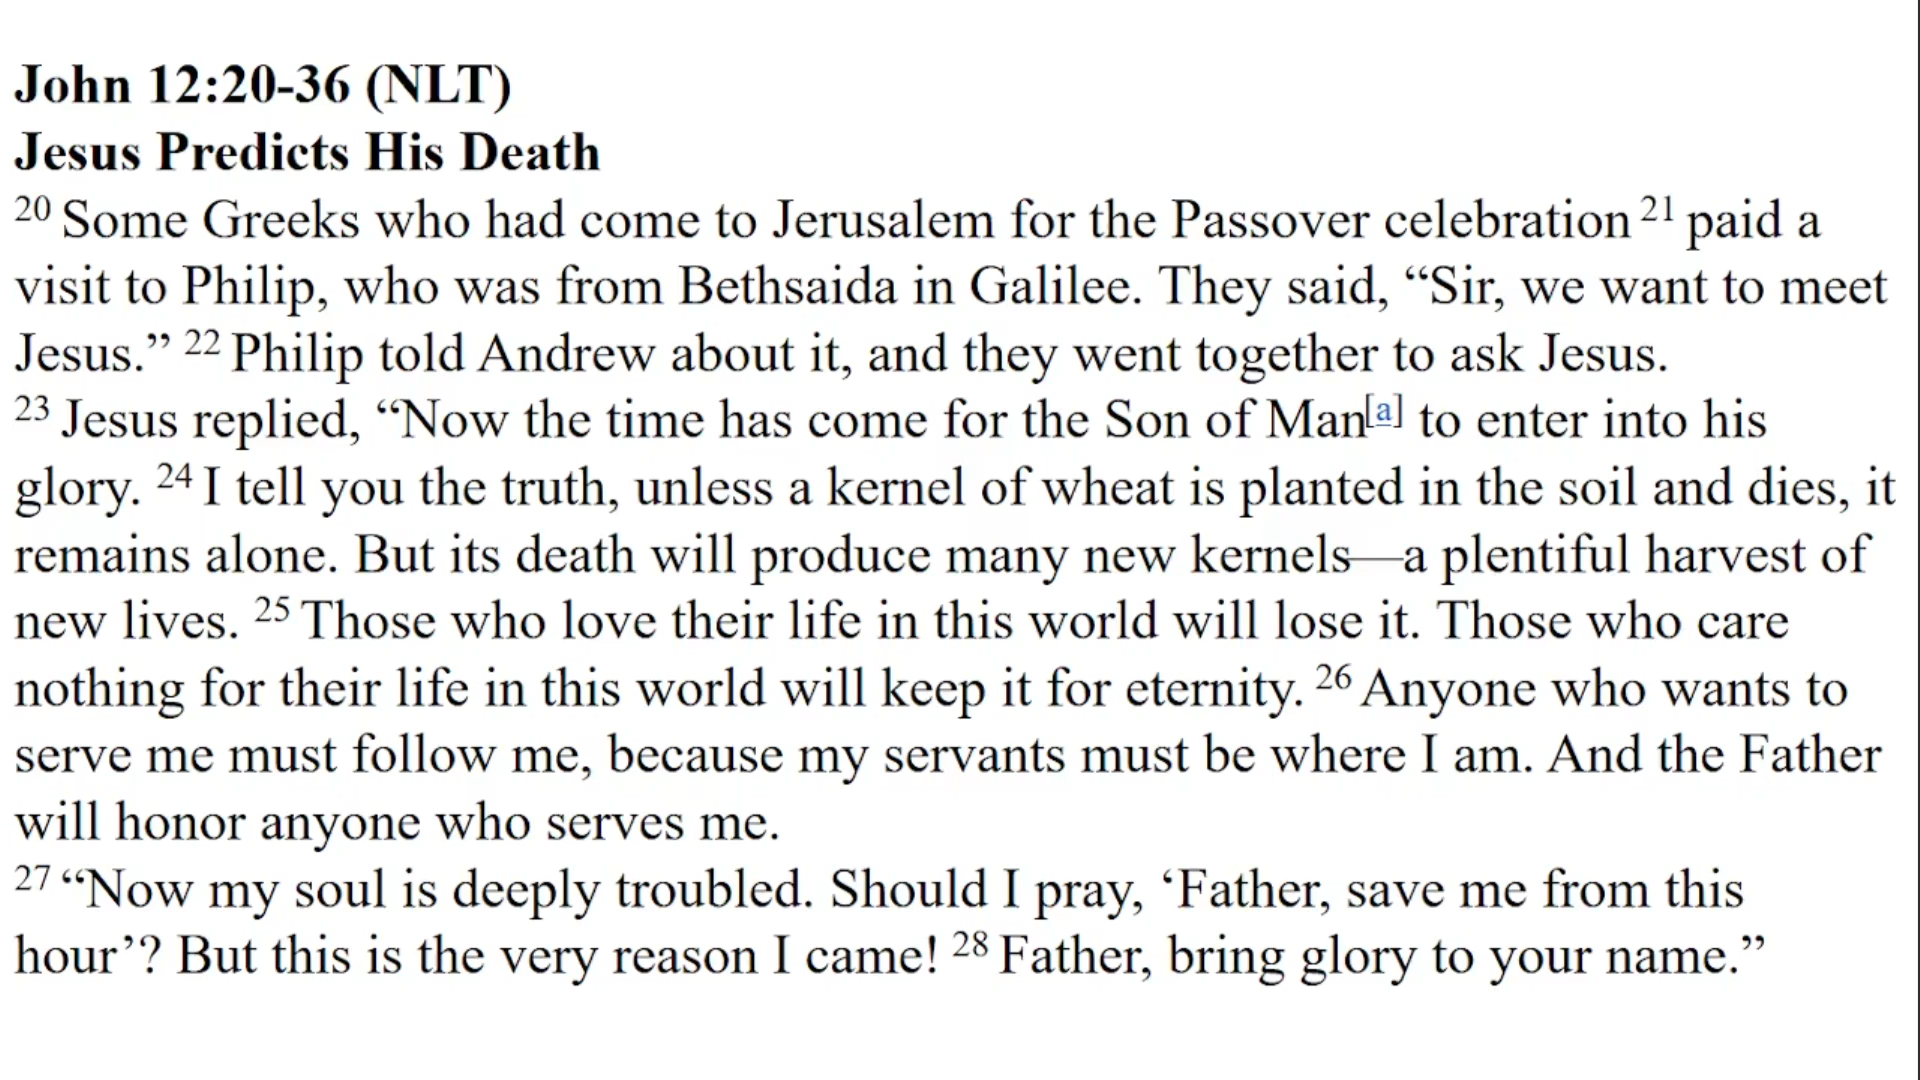 John 12:20-36 (NLT)
Jesus Predicts His Death
20 Some Greeks who had come to Jerusalem for the Passover celebration 21 paid a
visit to Philip, who was from Bethsaida in Galilee. They said, “Sir, we want to meet
Jesus.” 22 Philip told Andrew about it, and they went together to ask Jesus.
23 Jesus replied, “Now the time has come for the Son of Man[a] to enter into his
glory. 24 I tell you the truth, unless a kernel of wheat is planted in the soil and dies, it
remains alone. But its death will produce many new kernels—a plentiful harvest of
new lives. 25 Those who love their life in this world will lose it. Those who care
nothing for their life in this world will keep it for eternity. 26 Anyone who wants to
serve me must follow me, because my servants must be where I am. And the Father
will honor anyone who serves me.
27 “Now my soul is deeply troubled. Should I pray, ‘Father, save me from this
hour’? But this is the very reason I came! 28 Father, bring glory to your name.”